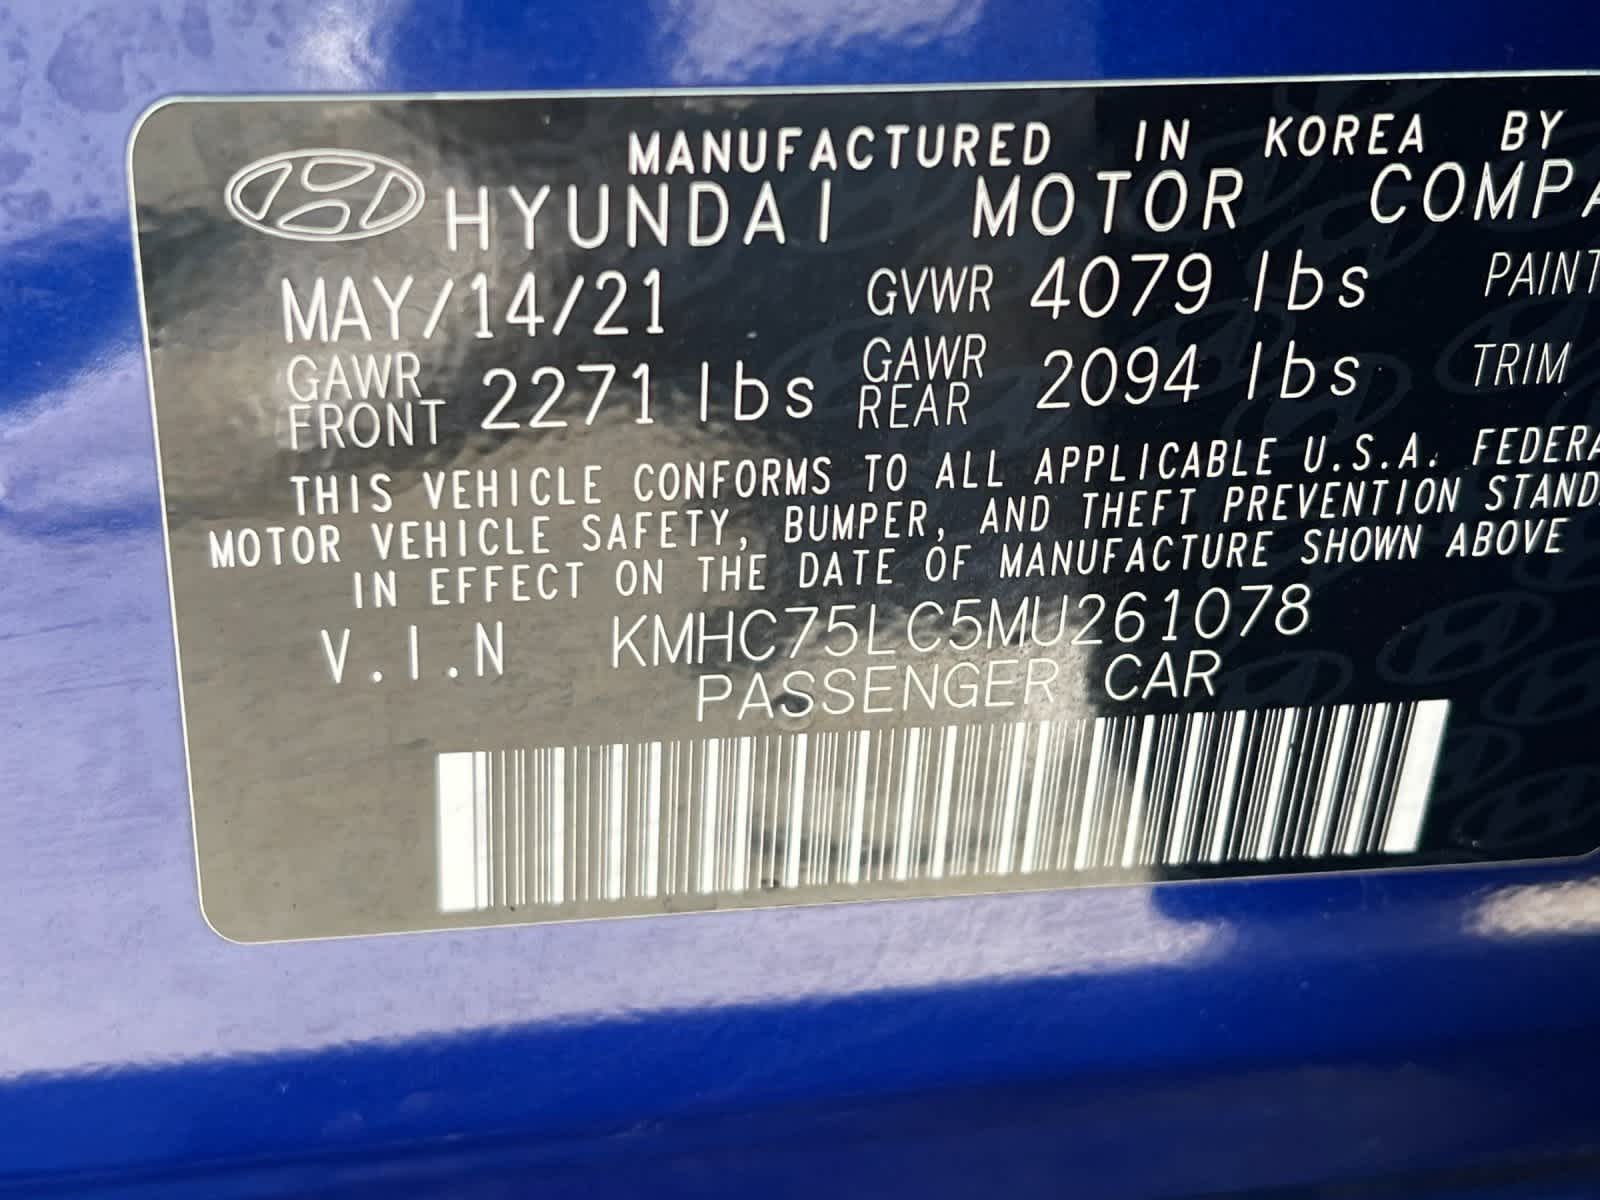 MANUFACTURED IN KOREA BY
HYUNDAI MOTOR COMPA
MAY/14/21 GVWR 4079 lbs PAINT
GAWR FRONT 2271 lbs GAWR REAR 2094 lbs TRIM
THIS VEHICLE CONFORMS TO ALL APPLICABLE U.S.A. FEDERA
MOTOR VEHICLE SAFETY, BUMPER, AND THEFT PREVENTION STAND
IN EFFECT ON THE DATE OF MANUFACTURE SHOWN ABOVE
V.I.N KMHC75LC5MU261078
PASSENGER CAR